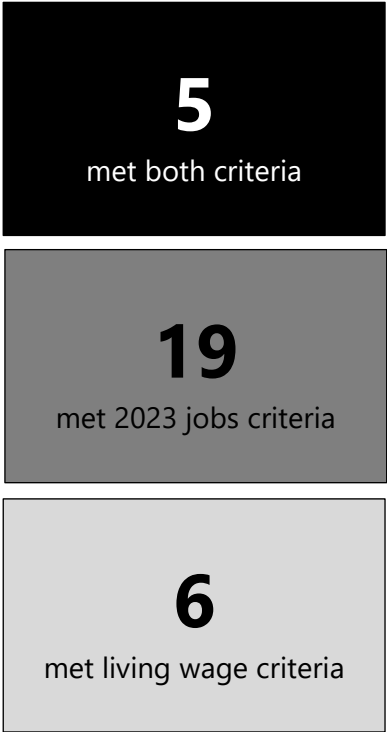 5
met both criteria
19
met 2023 jobs criteria
6
met living wage criteria